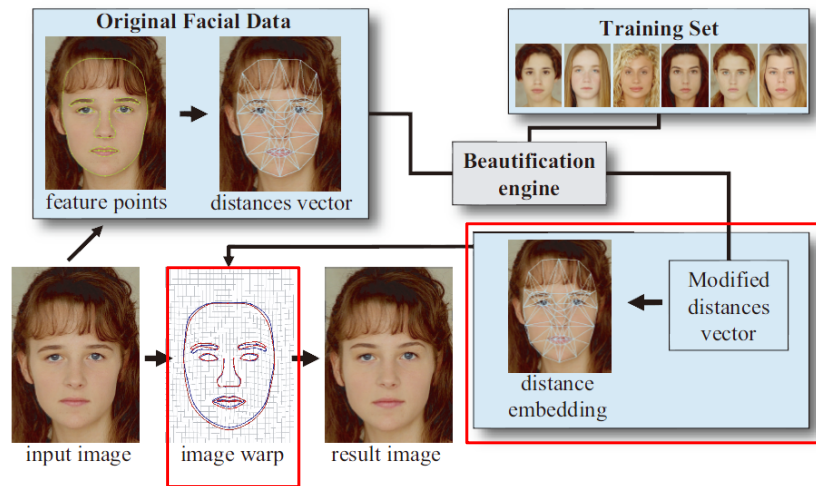 Original Facial Data
feature points
distances vector
Training Set
Beautification
engine
Modified
distances
vector
distance
embedding
input image
image warp
result image